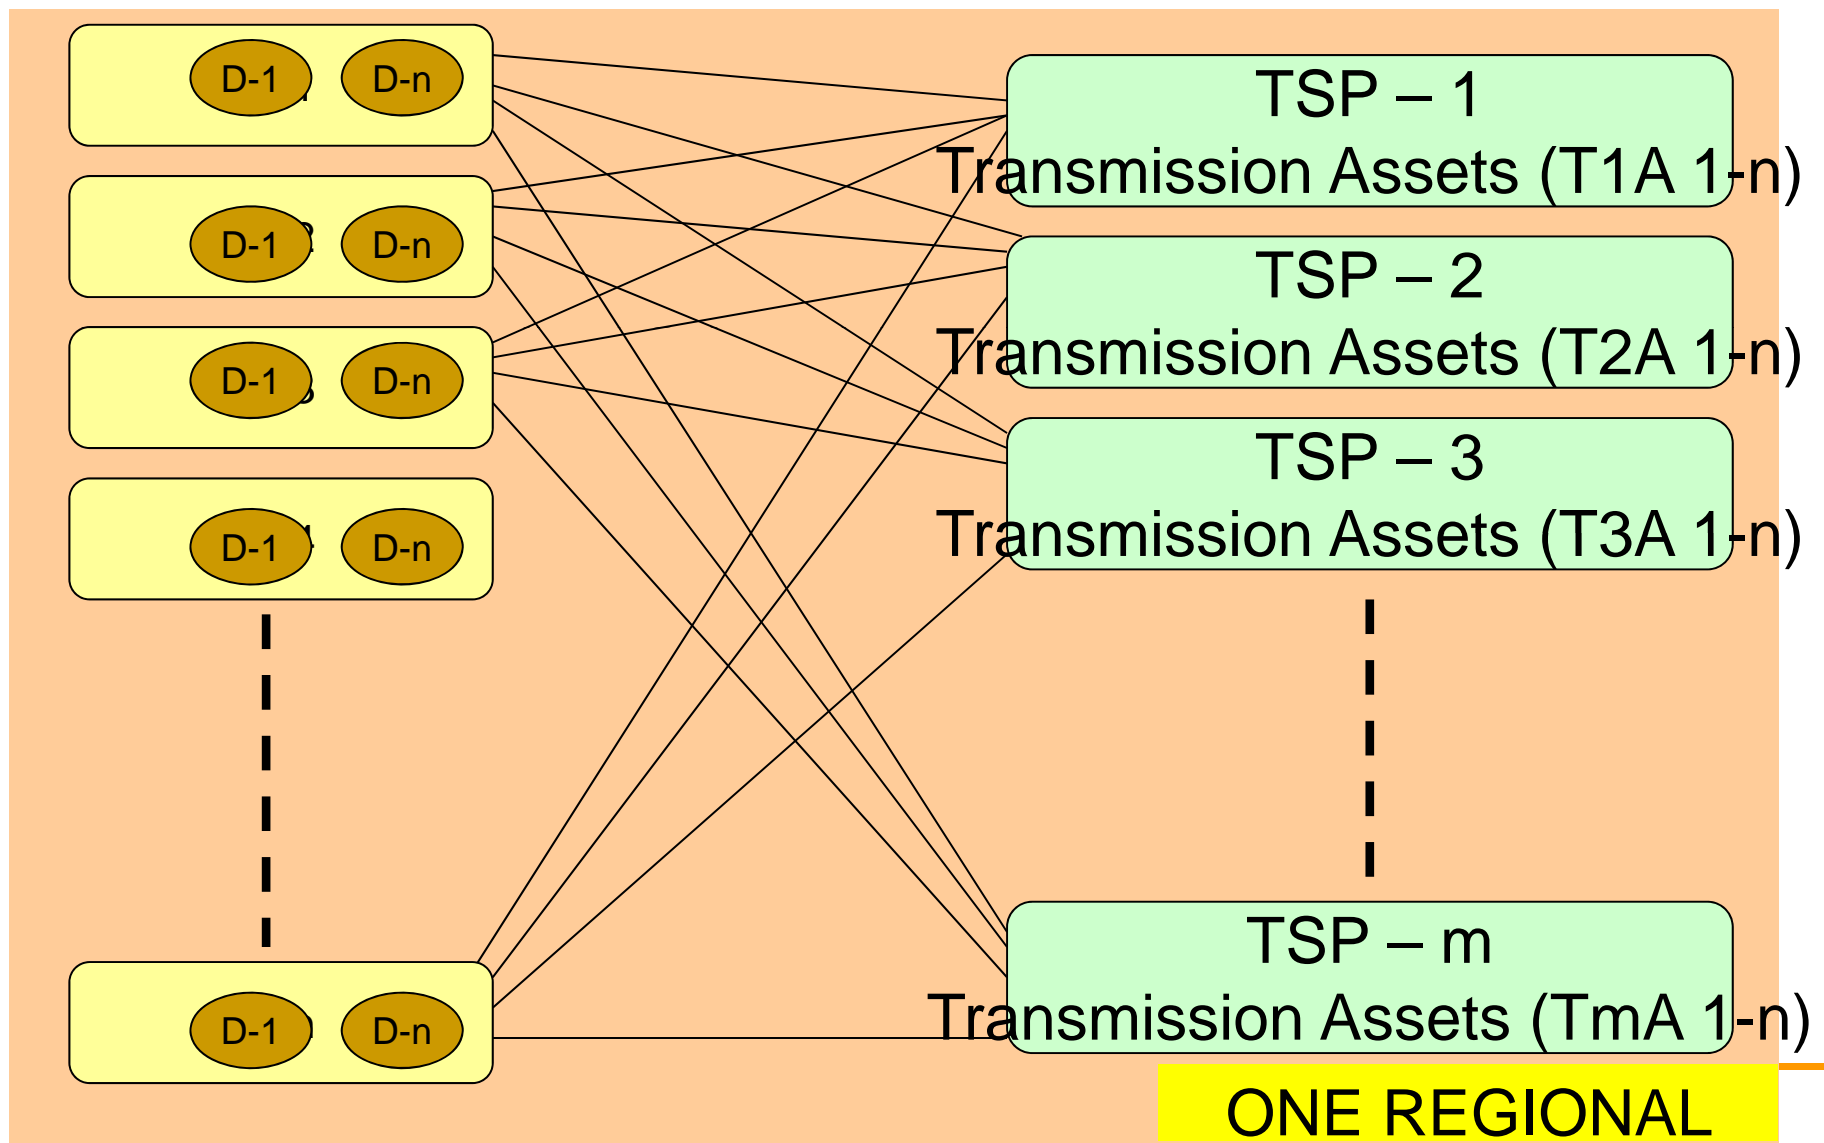 D-1 D-n
D-1 D-n
D-1 D-n
D-1 D-n
D-1 D-n
TSP – 1
Transmission Assets (T1A 1-n)
TSP – 2
Transmission Assets (T2A 1-n)
TSP – 3
Transmission Assets (T3A 1-n)
TSP – m
Transmission Assets (TmA 1-n)
ONE REGIONAL